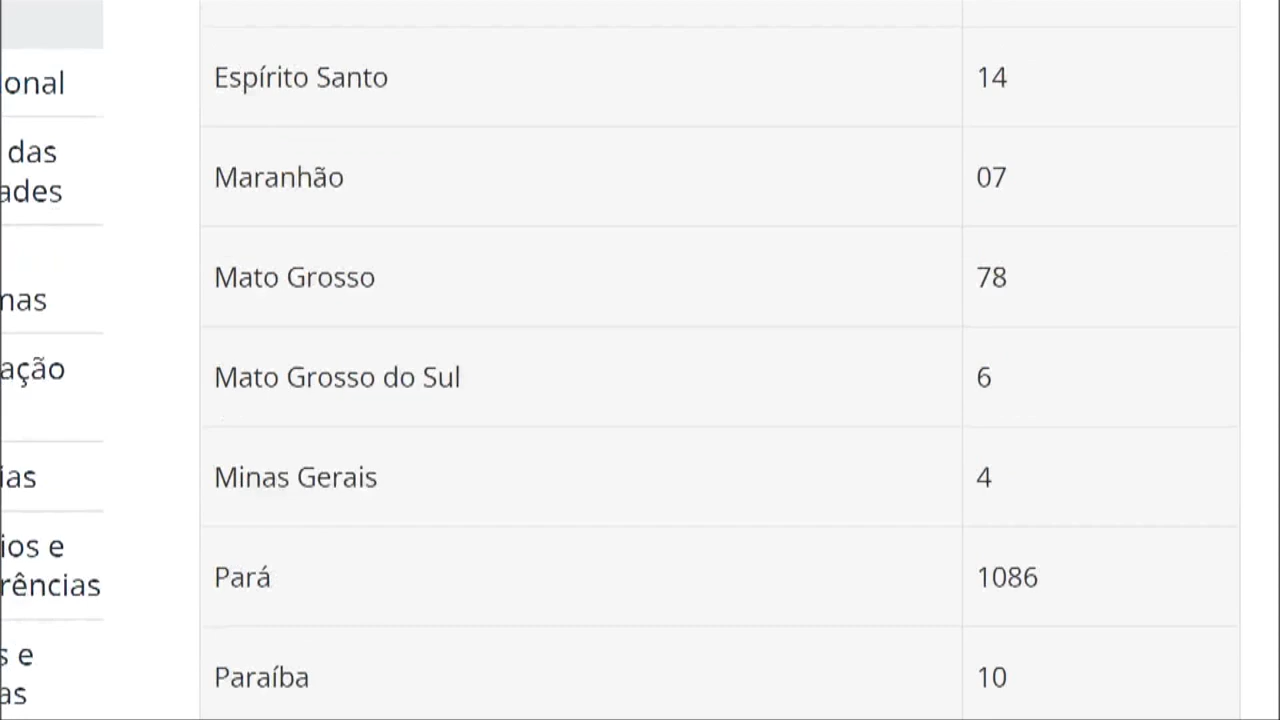 onal
das
ades
nas
ação
ias
ios e
rências
s e
as
Espírito Santo 14
Maranhão 07
Mato Grosso 78
Mato Grosso do Sul 6
Minas Gerais 4
Pará 1086
Paraíba 10